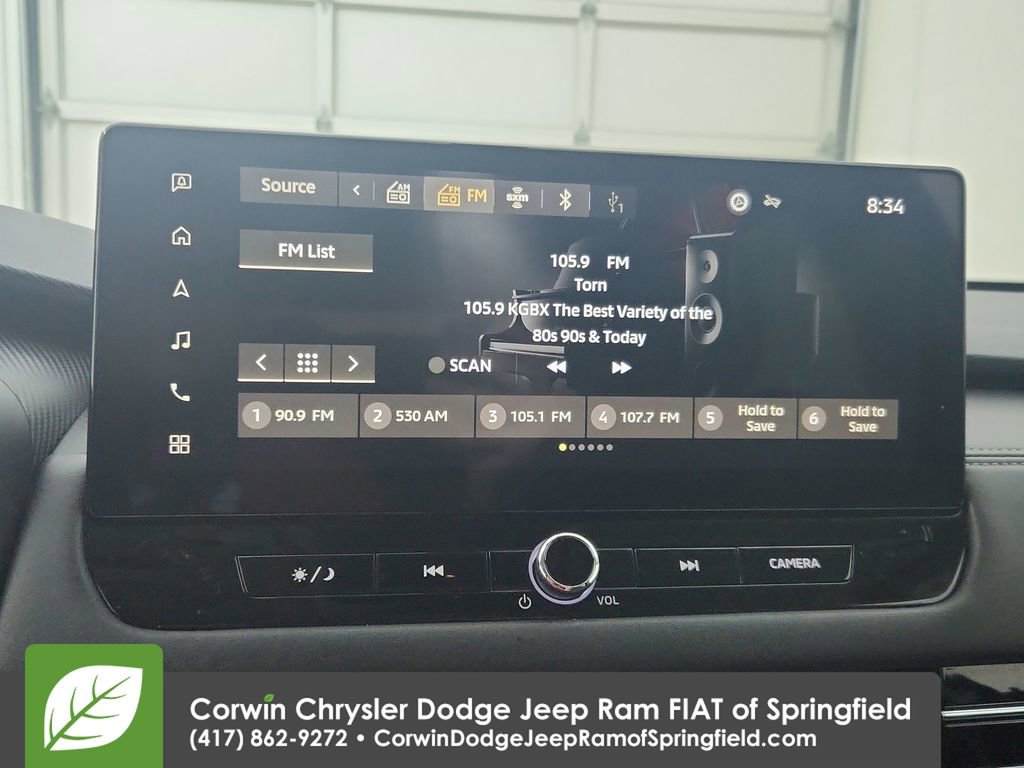 Source
AM
FM FM
sxm
1
8:34
FM List
105.9 FM
Torn
105.9 KGBX The Best Variety of the
80s 90s & Today
SCAN
1 90.9 FM
2 530 AM
3 105.1 FM
4 107.7 FM
5 Hold to
Save
6 Hold to
Save
VOL
CAMERA
Corwin Chrysler Dodge Jeep Ram FIAT of Springfield
(417) 862-9272 • CorwinDodgeJeepRamofSpringfield.com